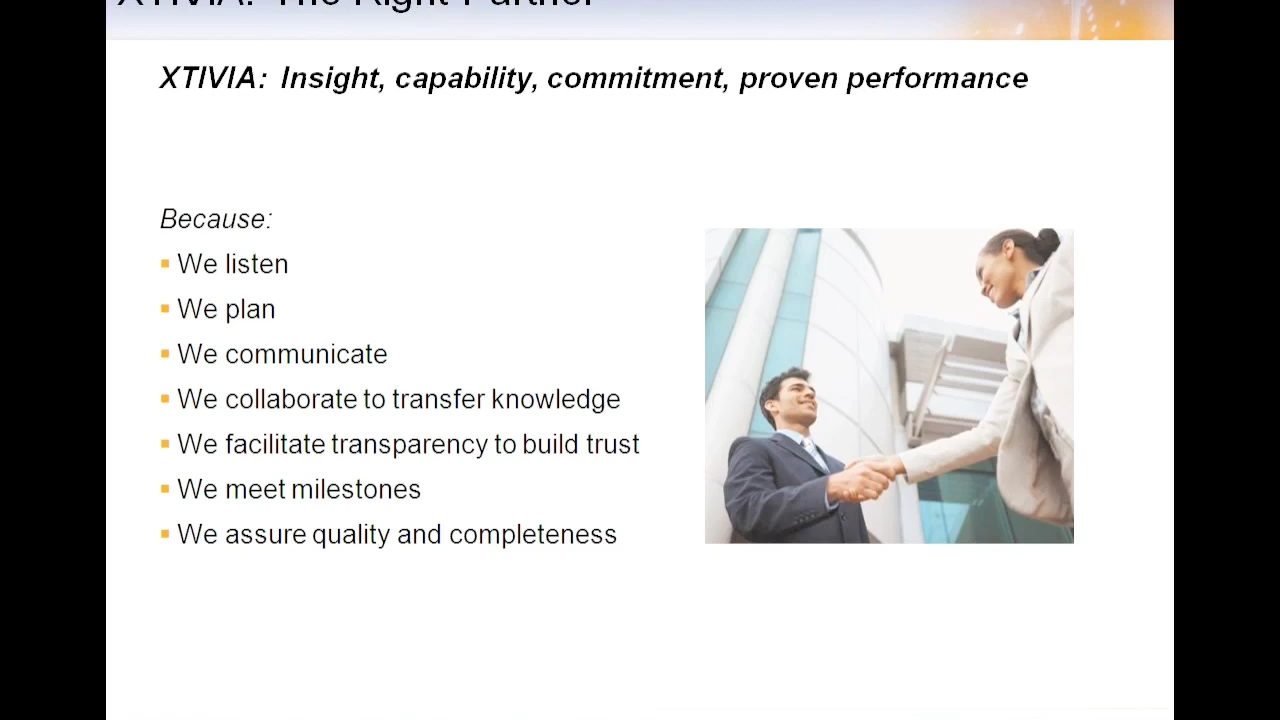 XTIVIA: The Right Partner
XTIVIA: Insight, capability, commitment, proven performance
Because:
We listen
We plan
We communicate
We collaborate to transfer knowledge
We facilitate transparency to build trust
We meet milestones
We assure quality and completeness